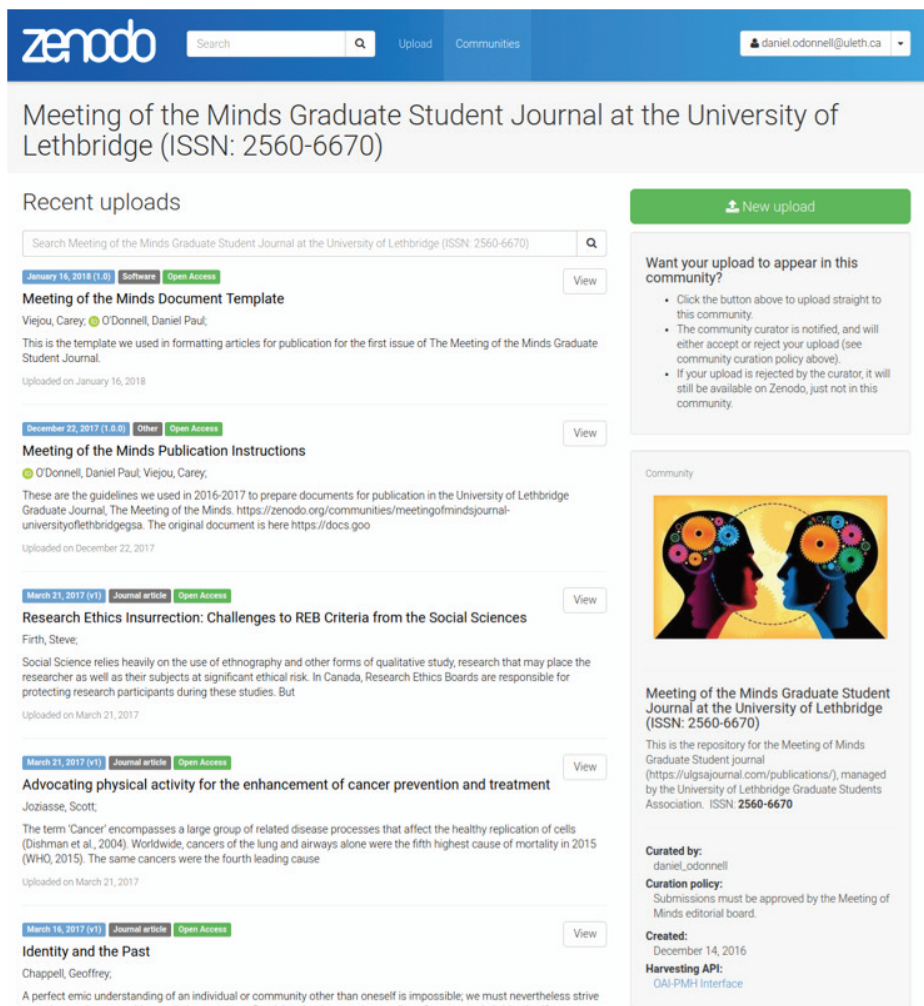 zenodo
Search
Upload
Communities
daniel.odonnell@uleth.ca
Meeting of the Minds Graduate Student Journal at the University of
Lethbridge (ISSN: 2560-6670)
Recent uploads
Search Meeting of the Minds Graduate Student Journal at the University of Lethbridge (ISSN: 2560-6670)
January 16, 2018 (1.0) Software Open Access
View
Meeting of the Minds Document Template
Viejou, Carey; iD O'Donnell, Daniel Paul;
This is the template we used in formatting articles for publication for the first issue of The Meeting of the Minds Graduate
Student Journal.
Uploaded on January 16, 2018
December 22, 2017 (1.0.0) Other Open Access
View
Meeting of the Minds Publication Instructions
iD O'Donnell, Daniel Paul; Viejou, Carey;
These are the guidelines we used in 2016-2017 to prepare documents for publication in the University of Lethbridge
Graduate Journal, The Meeting of the Minds. https://zenodo.org/communities/meetingofmindsjournal-
universityoflethbridgegsa. The original document is here https://docs.goo
Uploaded on December 22, 2017
March 21, 2017 (v1) Journal article Open Access
View
Research Ethics Insurrection: Challenges to REB Criteria from the Social Sciences
Firth, Steve;
Social Science relies heavily on the use of ethnography and other forms of qualitative study, research that may place the
researcher as well as their subjects at significant ethical risk. In Canada, Research Ethics Boards are responsible for
protecting research participants during these studies. But
Uploaded on March 21, 2017
March 21, 2017 (v1) Journal article Open Access
View
Advocating physical activity for the enhancement of cancer prevention and treatment
Joziasse, Scott;
The term 'Cancer' encompasses a large group of related disease processes that affect the healthy replication of cells
(Dishman et al., 2004). Worldwide, cancers of the lung and airways alone were the fifth highest cause of mortality in 2015
(WHO, 2015). The same cancers were the fourth leading cause
Uploaded on March 21, 2017
March 16, 2017 (v1) Journal article Open Access
View
Identity and the Past
Chappell, Geoffrey;
A perfect emic understanding of an individual or community other than oneself is impossible; we must nevertheless strive
New upload
Want your upload to appear in this
community?
• Click the button above to upload straight to
this community.
• The community curator is notified, and will
either accept or reject your upload (see
community curation policy above).
• If your upload is rejected by the curator, it will
still be available on Zenodo, just not in this
community.
Community
Meeting of the Minds Graduate Student
Journal at the University of Lethbridge
(ISSN: 2560-6670)
This is the repository for the Meeting of Minds
Graduate Student journal
(https://ulgsajournal.com/publications/), managed
by the University of Lethbridge Graduate Students
Association. ISSN: 2560-6670
Curated by:
daniel_odonnell
Curation policy:
Submissions must be approved by the Meeting of
Minds editorial board.
Created:
December 14, 2016
Harvesting API:
OAI-PMH Interface